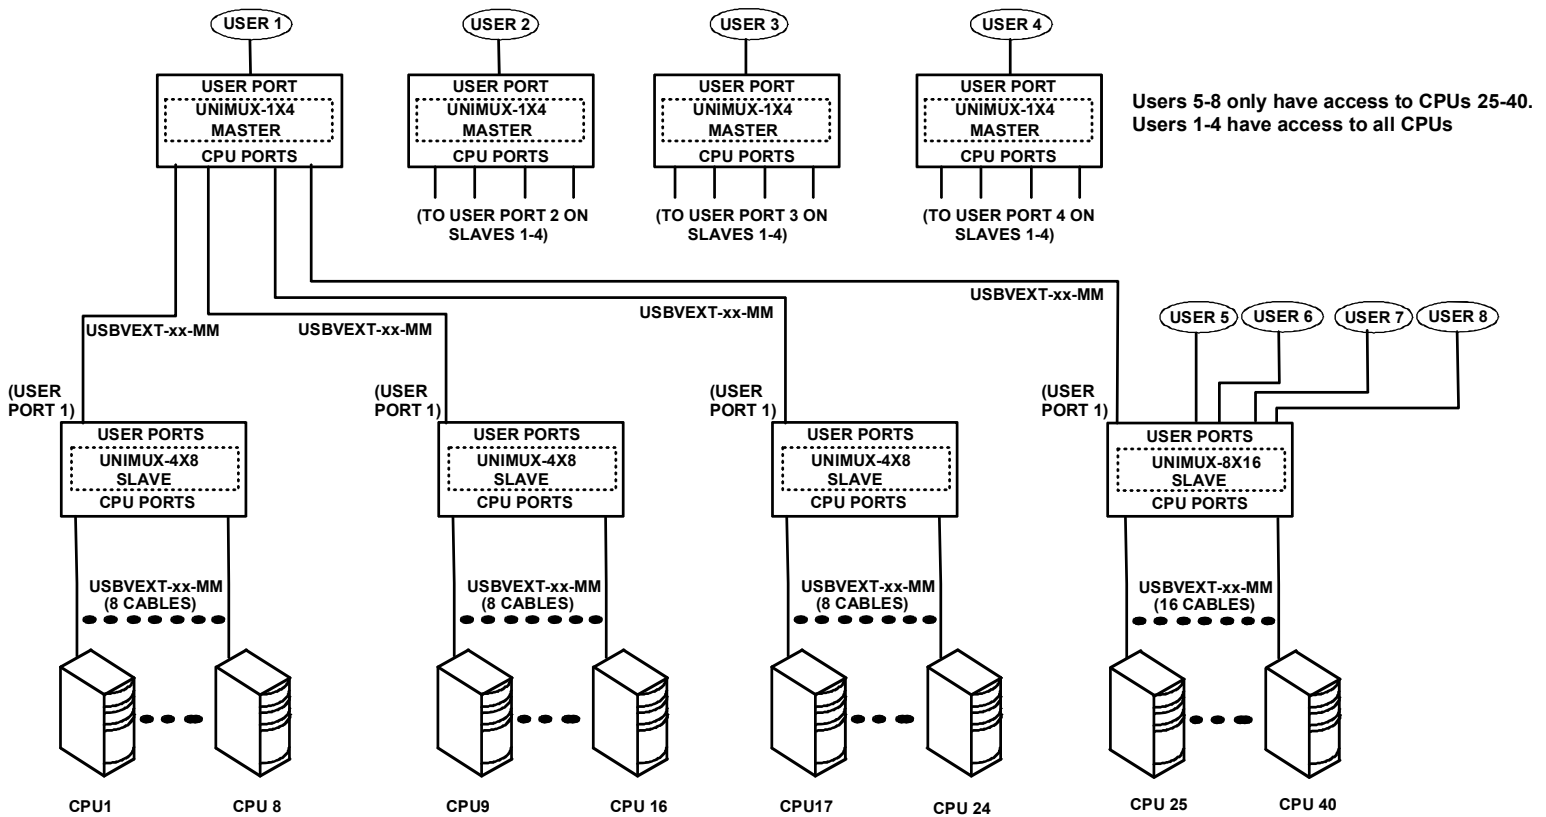 USER 1
USER 2
USER 3
USER 4
USER PORT
UNIMUX-1X4
MASTER
CPU PORTS
USER PORT
UNIMUX-1X4
MASTER
CPU PORTS
USER PORT
UNIMUX-1X4
MASTER
CPU PORTS
USER PORT
UNIMUX-1X4
MASTER
CPU PORTS
Users 5-8 only have access to CPUs 25-40.
Users 1-4 have access to all CPUs
(TO USER PORT 2 ON
SLAVES 1-4)
(TO USER PORT 3 ON
SLAVES 1-4)
(TO USER PORT 4 ON
SLAVES 1-4)
USBVEXT-xx-MM
USBVEXT-xx-MM
USBVEXT-xx-MM
USBVEXT-xx-MM
USER 5
USER 6
USER 7
USER 8
(USER
PORT 1)
(USER
PORT 1)
(USER
PORT 1)
(USER
PORT 1)
USER PORTS
UNIMUX-4X8
SLAVE
CPU PORTS
USER PORTS
UNIMUX-4X8
SLAVE
CPU PORTS
USER PORTS
UNIMUX-4X8
SLAVE
CPU PORTS
USER PORTS
UNIMUX-8X16
SLAVE
CPU PORTS
USBVEXT-xx-MM
(8 CABLES)
USBVEXT-xx-MM
(8 CABLES)
USBVEXT-xx-MM
(8 CABLES)
USBVEXT-xx-MM
(16 CABLES)
CPU1
CPU 8
CPU9
CPU 16
CPU17
CPU 24
CPU 25
CPU 40